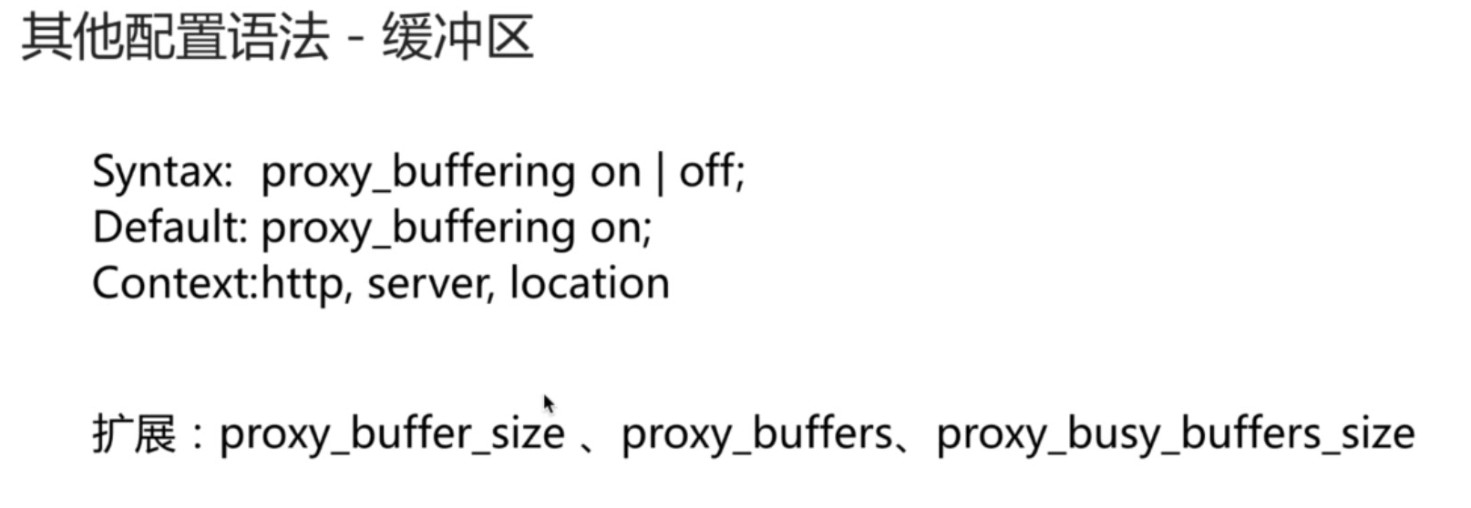 其他配置语法 - 缓冲区
Syntax: proxy_buffering on | off;
Default: proxy_buffering on;
Context:http, server, location
扩展：proxy_buffer_size 、proxy_buffers、proxy_busy_buffers_size